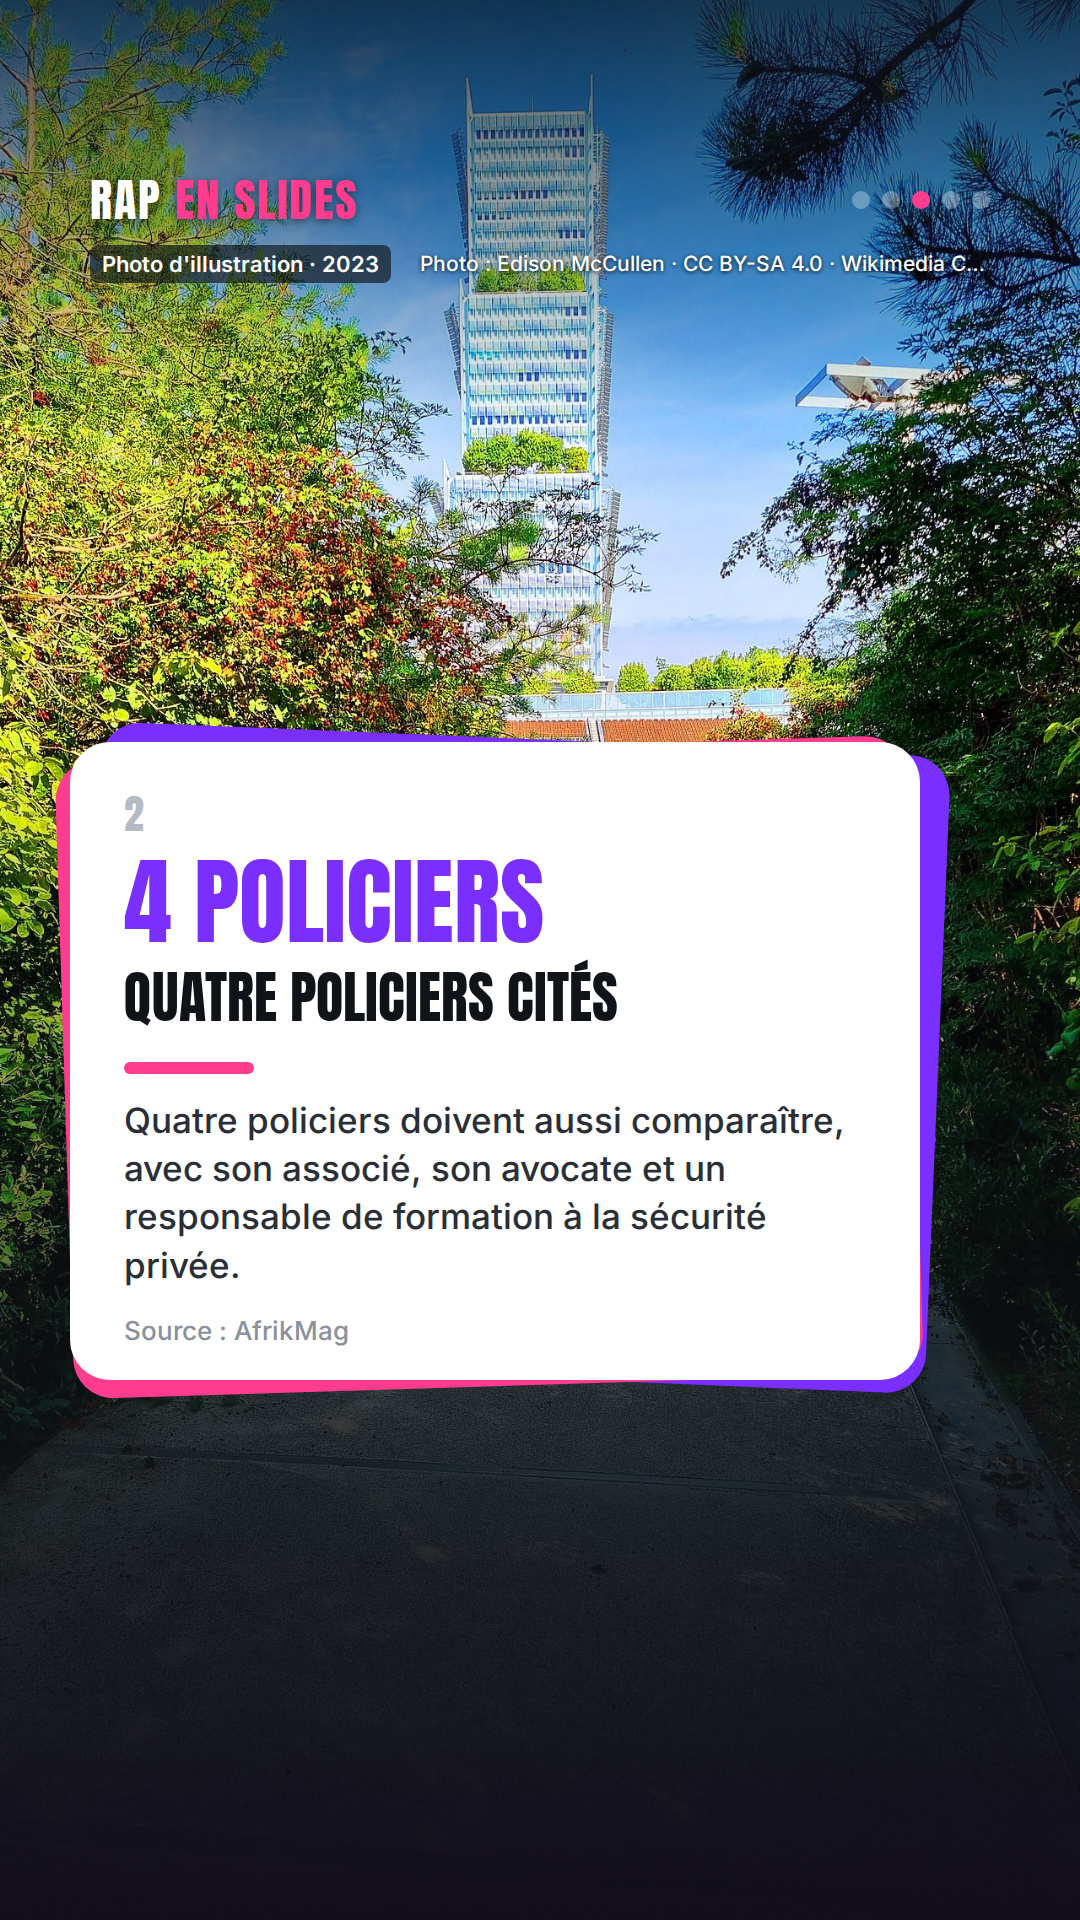 RAP EN SLIDES
Photo d'illustration · 2023
Photo : Edison McCullen · CC BY-SA 4.0 · Wikimedia C…
2
4 POLICIERS
QUATRE POLICIERS CITÉS
Quatre policiers doivent aussi comparaître,
avec son associé, son avocate et un
responsable de formation à la sécurité
privée.
Source : AfrikMag